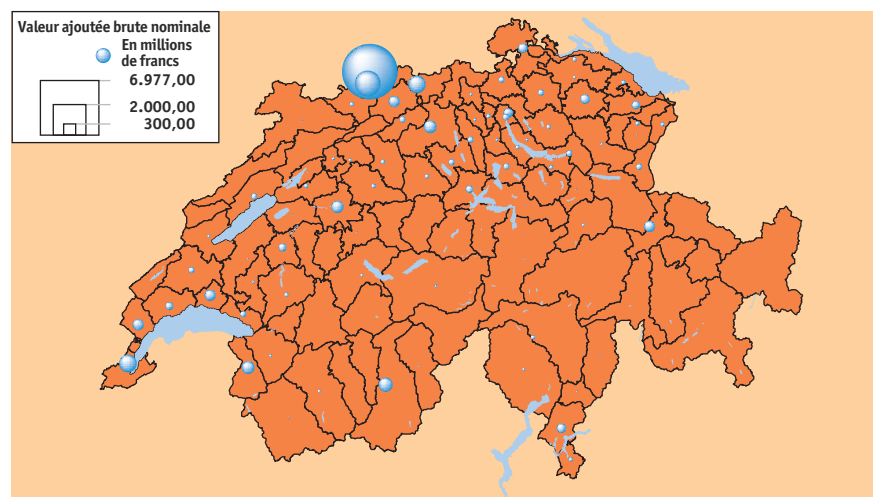 Valeur ajoutée brute nominale
En millions
de francs
6.977,00
2.000,00
300,00